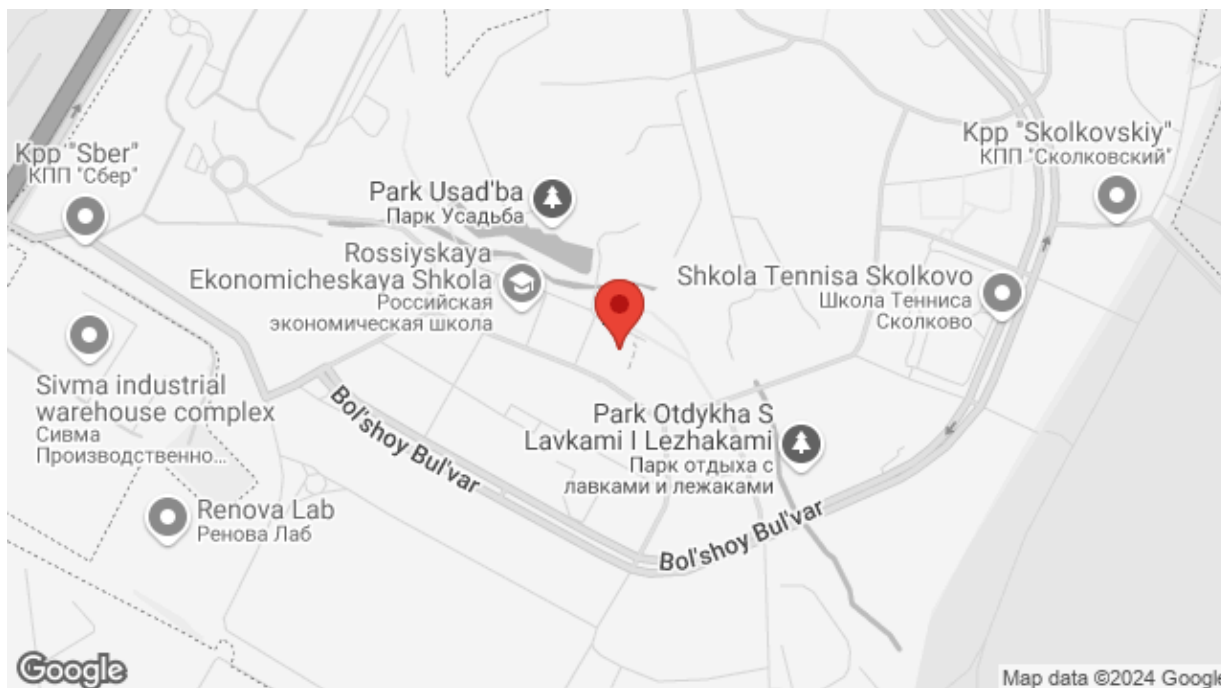 Kpp "Sber"
КПП "Сбер"
Kpp "Skolkovskiy"
КПП "Сколковский"
Park Usad'ba
Парк Усадьба
Rossiyskaya
Ekonomicheskaya Shkola
Российская
экономическая школа
Shkola Tennisa Skolkovo
Школа Тенниса
Сколково
Sivma industrial
warehouse complex
Сивма
Производственно...
Bol'shoy Bul'var
Park Otdykha S
Lavkami I Lezhakami
Парк отдыха с
лавками и лежаками
Renova Lab
Ренова Лаб
Bol'shoy Bul'var
Google
Map data ©2024 Google